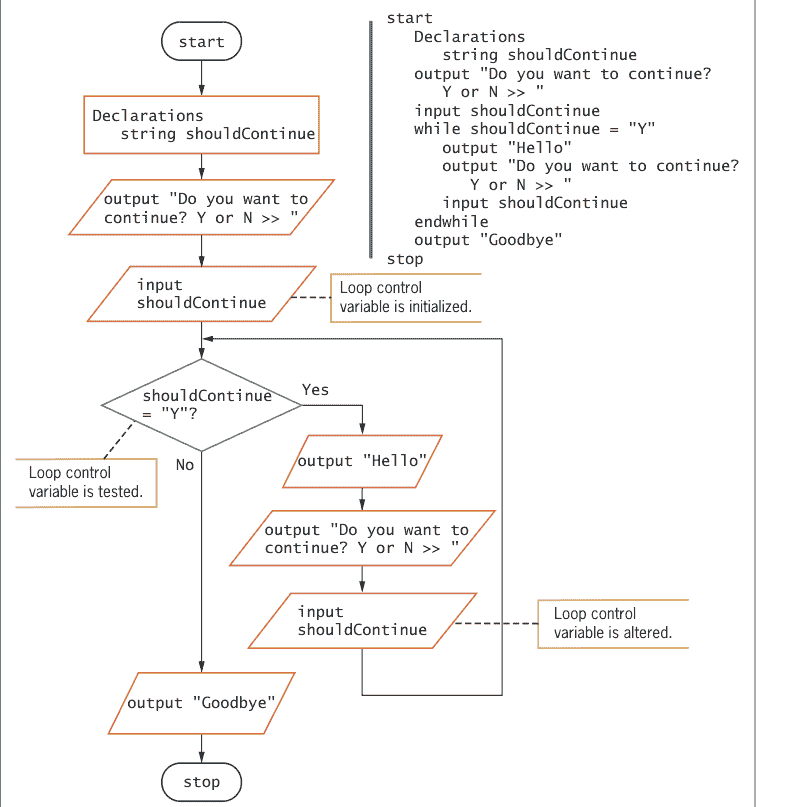 start
Declarations
string shouldContinue
output "Do you want to
continue? Y or N >> "
input
shouldContinue
Loop control
variable is initialized.
shouldContinue
= "Y"?
Yes
No
Loop control
variable is tested.
output "Hello"
output "Do you want to
continue? Y or N >> "
input
shouldContinue
Loop control
variable is altered.
output "Goodbye"
stop
start
Declarations
string shouldContinue
output "Do you want to continue?
Y or N >> "
input shouldContinue
while shouldContinue = "Y"
output "Hello"
output "Do you want to continue?
Y or N >> "
input shouldContinue
endwhile
output "Goodbye"
stop